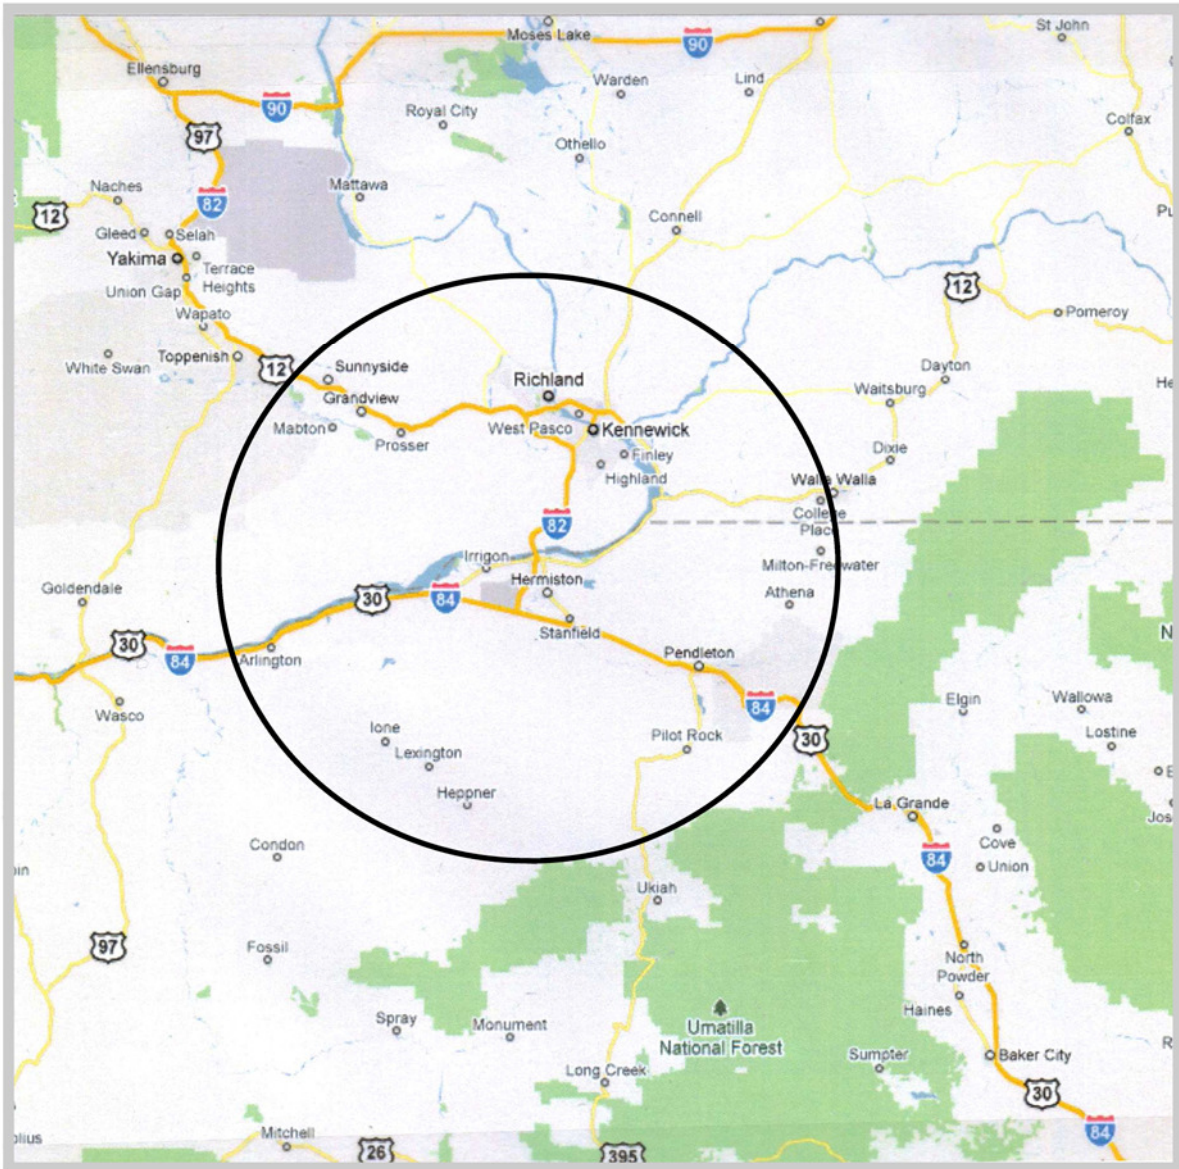 Moses Lake
St John
90
Ellensburg
Warden
Lind
90
Royal City
Colfax
97
Othello
Naches
Mattawa
82
12
Connell
Gleed
Selah
Yakima
Terrace
Heights
Union Gap
12
Wapato
Pomeroy
White Swan
Toppenish
12
Sunnyside
Richland
Dayton
Grandview
Waitsburg
Mabton
Prosser
West Pasco
Kennewick
Finley
Dixie
Highland
Walla Walla
College
Place
82
Irrigon
Milton-Freewater
Hermiston
Goldendale
30
84
Athena
Stanfield
30
84
Arlington
Pendleton
Wasco
84
Elgin
Wallowa
Ione
Lexington
Pilot Rock
30
Lostine
Heppner
La Grande
Condon
Cove
84
Union
Ukiah
97
Fossil
North
Powder
Haines
Spray
Monument
Umatilla
National Forest
Sumpter
Baker City
Long Creek
30
84
Mitchell
26
395